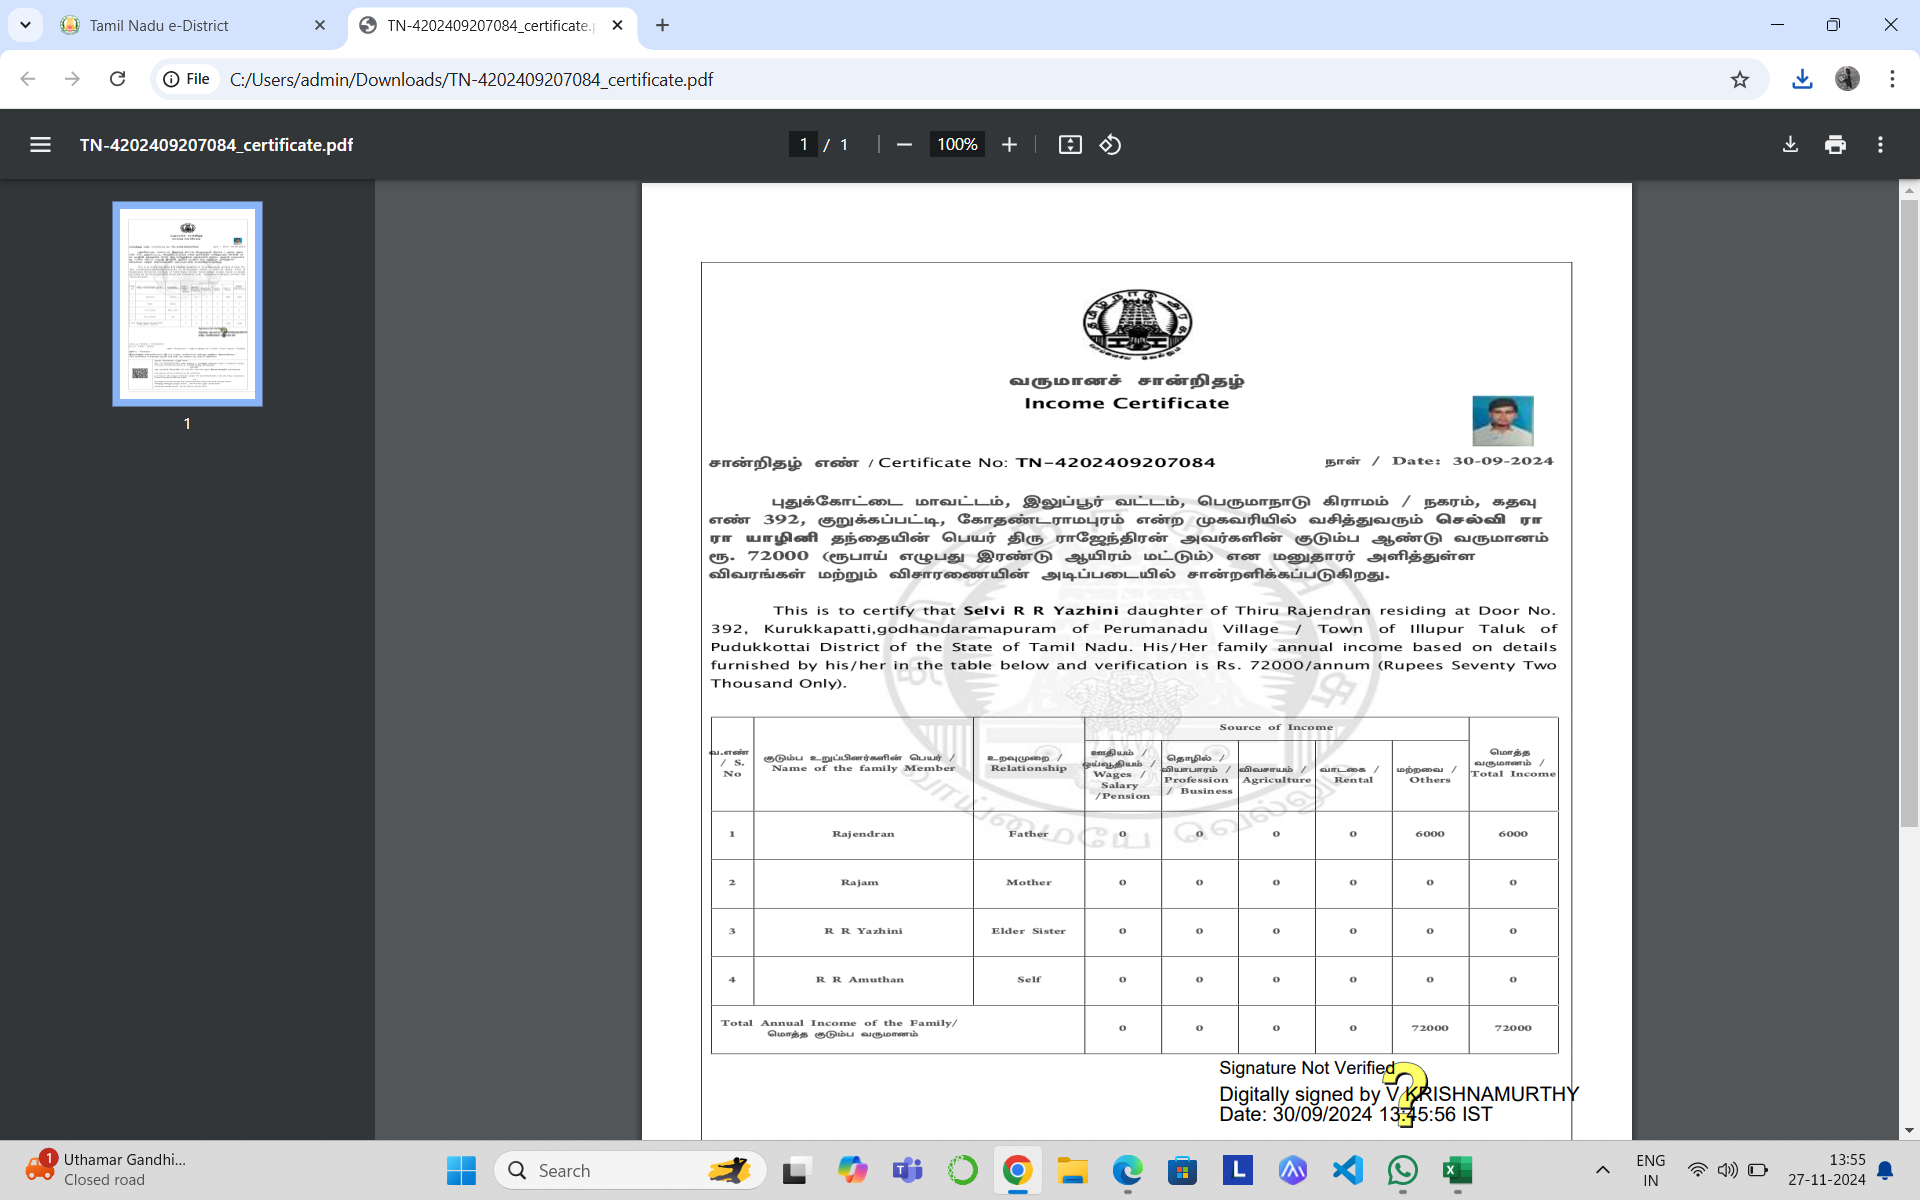 Tamil Nadu e-District
TN-4202409207084_certificate.p
File
C:/Users/admin/Downloads/TN-4202409207084_certificate.pdf
TN-4202409207084_certificate.pdf
1 / 1
100%
1
வருமானச் சான்றிதழ்
Income Certificate
சான்றிதழ் எண் / Certificate No: TN-4202409207084
நாள் / Date: 30-09-2024
புதுக்கோட்டை மாவட்டம், இலுப்பூர் வட்டம், பெருமாநாடு கிராமம் / நகரம், கதவு
எண் 392, குறுக்கப்பட்டி, கோதண்டராமபுரம் என்ற முகவரியில் வசித்துவரும் செல்வி ரா
ரா யாழினி தந்தையின் பெயர் திரு ராஜேந்திரன் அவர்களின் குடும்ப ஆண்டு வருமானம்
ரூ. 72000 (ரூபாய் எழுபது இரண்டு ஆயிரம் மட்டும்) என மனுதாரர் அளித்துள்ள
விவரங்கள் மற்றும் விசாரணையின் அடிப்படையில் சான்றளிக்கப்படுகிறது.
This is to certify that Selvi R R Yazhini daughter of Thiru Rajendran residing at Door No.
392, Kurukkapatti,godhandaramapuram of Perumanadu Village / Town of Illupur Taluk of
Pudukkottai District of the State of Tamil Nadu. His/Her family annual income based on details
furnished by his/her in the table below and verification is Rs. 72000/annum (Rupees Seventy Two
Thousand Only).
Source of Income
வ.எண் / S. No
குடும்ப உறுப்பினர்களின் பெயர் / Name of the family Member
உறவுமுறை / Relationship
ஊதியம் / ஓய்வூதியம் / Wages / Salary /Pension
தொழில் / வியாபாரம் / Profession / Business
விவசாயம் / Agriculture
வாடகை / Rental
மற்றவை / Others
மொத்த வருமானம் / Total Income
1 Rajendran Father 0 0 0 0 6000 6000
2 Rajam Mother 0 0 0 0 0 0
3 R R Yazhini Elder Sister 0 0 0 0 0 0
4 R R Amuthan Self 0 0 0 0 0 0
Total Annual Income of the Family/ மொத்த குடும்ப வருமானம் 0 0 0 0 72000 72000
Signature Not Verified
Digitally signed by V KRISHNAMURTHY
Date: 30/09/2024 13:45:56 IST
1
Uthamar Gandhi...
Closed road
Search
ENG
IN
13:55
27-11-2024